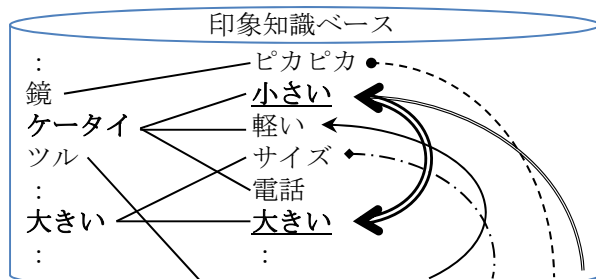 印象知識ベース
: ピカピカ
鏡 小さい
ケータイ 軽い
ツル サイズ
: 電話
大きい 大きい
: :